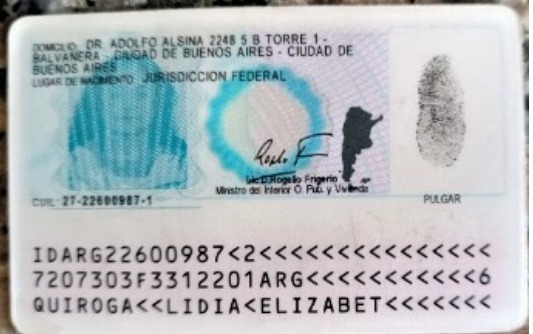 DOMICILIO: DR. ADOLFO ALSINA 2248 5 B TORRE 1 -
BALVANERA - CIUDAD DE BUENOS AIRES - CIUDAD DE
BUENOS AIRES
LUGAR DE NACIMIENTO: JURISDICCION FEDERAL
Lic. Rogelio Frigerio
Ministro del Interior O. Pub. y Vivienda
CUIL: 27-22600987-1
PULGAR
IDARG22600987<2<<<<<<<<<<<<<<<
7207303F3312201ARG<<<<<<<<<<<6
QUIROGA<<LIDIA<ELIZABET<<<<<<<